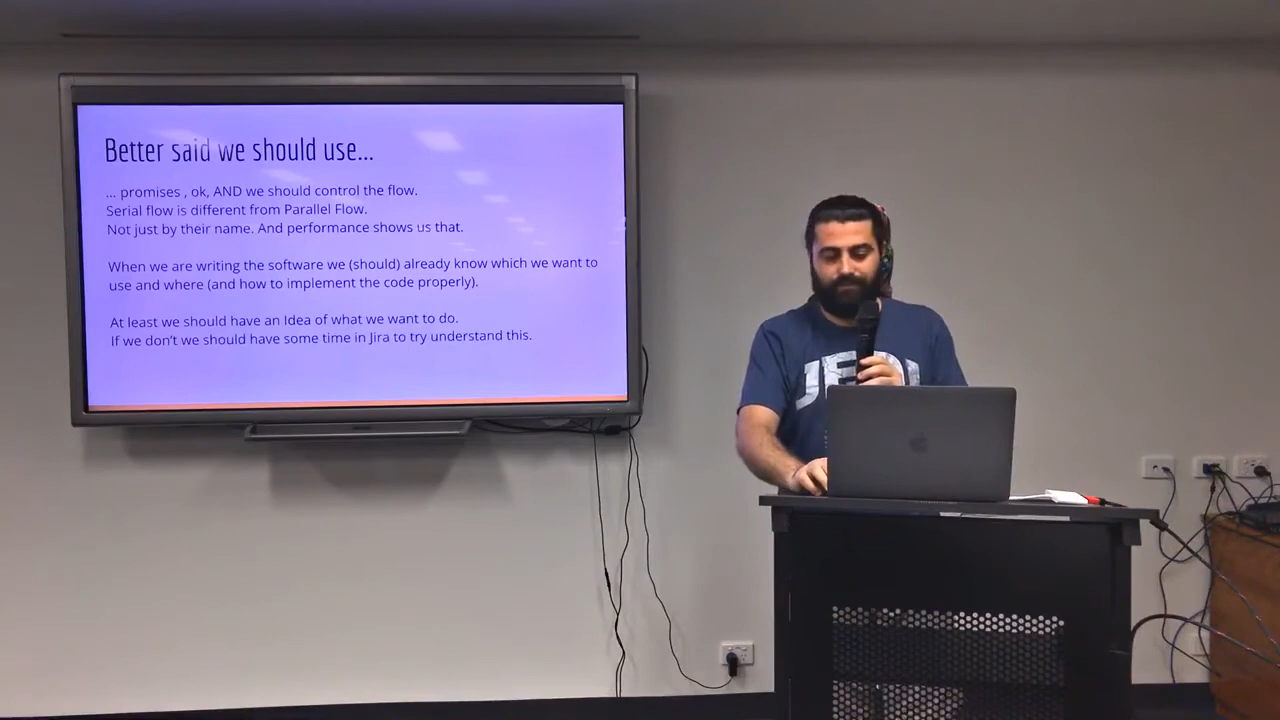 Better said we should use...
... promises , ok, AND we should control the flow.
Serial flow is different from Parallel Flow.
Not just by their name. And performance shows us that.
When we are writing the software we (should) already know which we want to
use and where (and how to implement the code properly).
At least we should have an Idea of what we want to do.
If we don't we should have some time in Jira to try understand this.